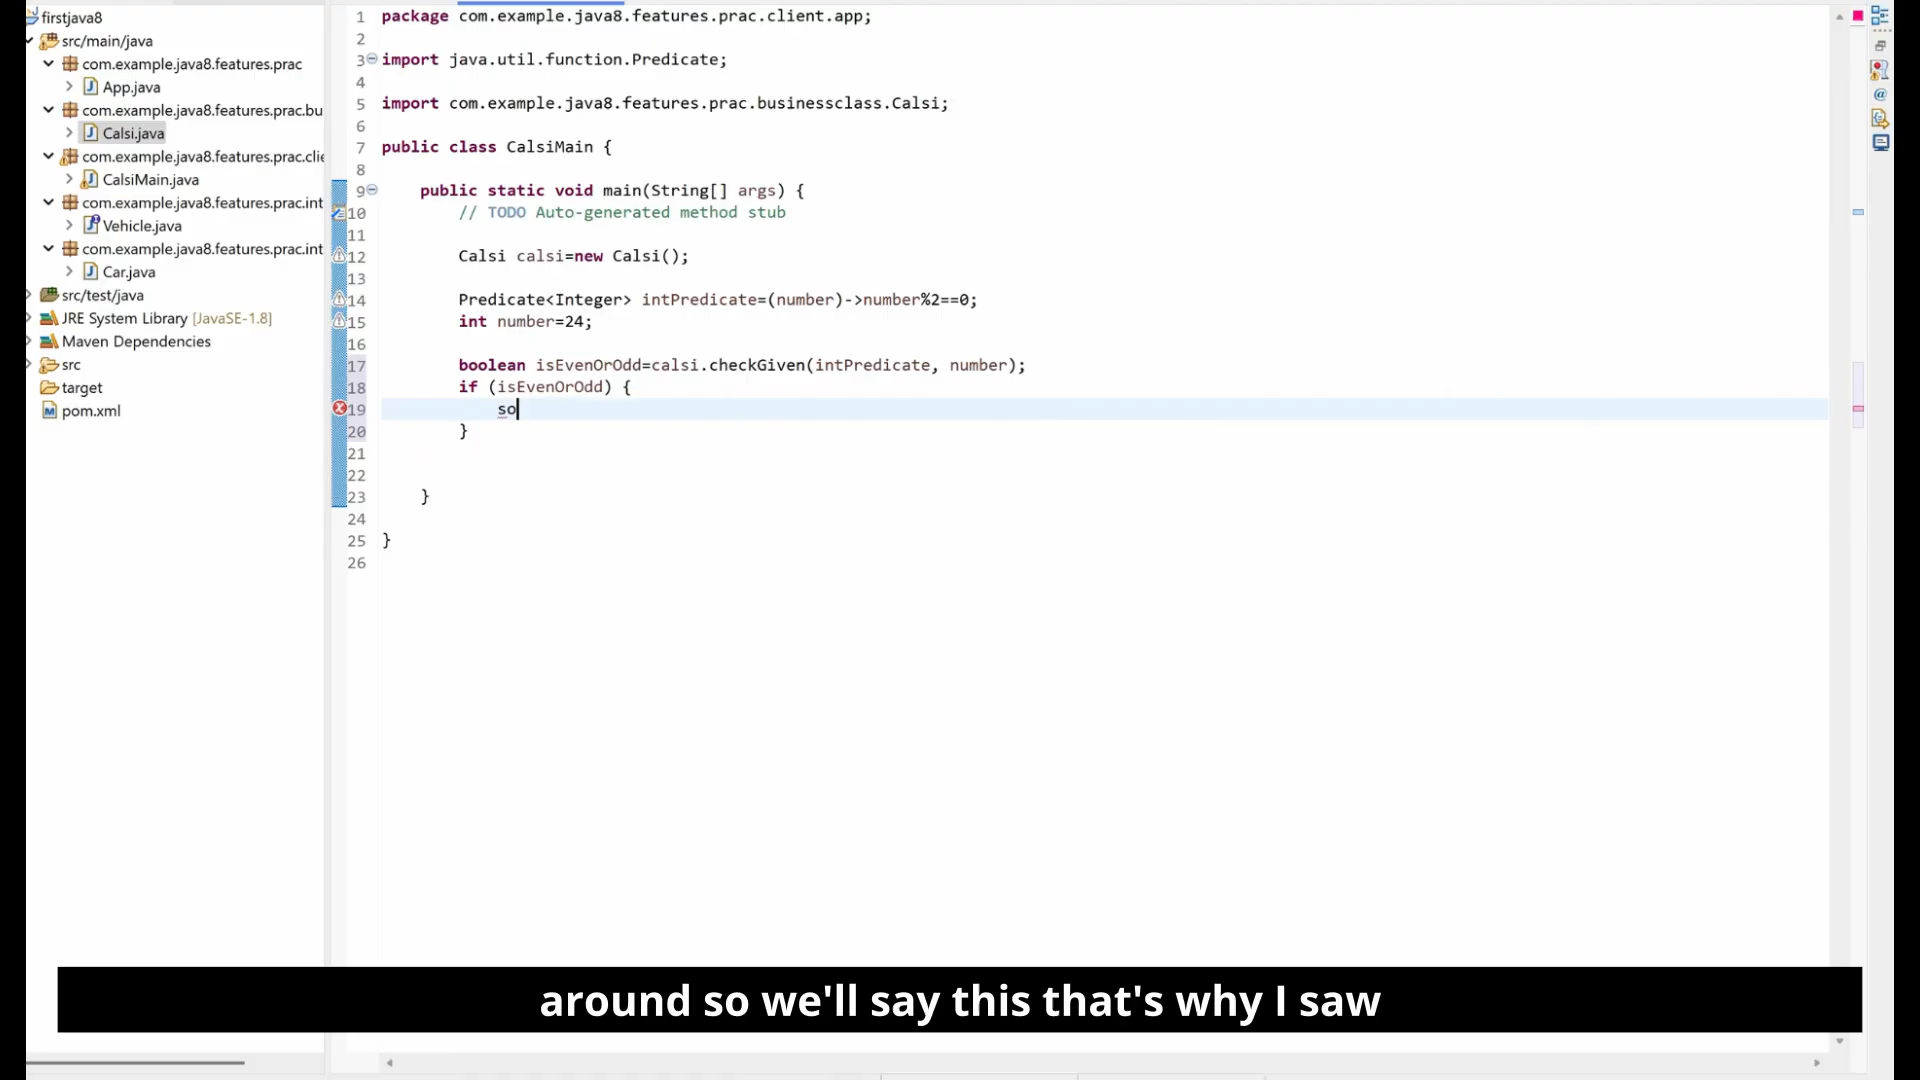 firstjava8
src/main/java
com.example.java8.features.prac
App.java
com.example.java8.features.prac.bu
Calsi.java
com.example.java8.features.prac.clie
CalsiMain.java
com.example.java8.features.prac.int
Vehicle.java
com.example.java8.features.prac.int
Car.java
src/test/java
JRE System Library [JavaSE-1.8]
Maven Dependencies
src
target
pom.xml
1 package com.example.java8.features.prac.client.app;
2
3 import java.util.function.Predicate;
4
5 import com.example.java8.features.prac.businessclass.Calsi;
6
7 public class CalsiMain {
8
9 public static void main(String[] args) {
10 // TODO Auto-generated method stub
11
12 Calsi calsi=new Calsi();
13
14 Predicate<Integer> intPredicate=(number)->number%2==0;
15 int number=24;
16
17 boolean isEvenOrOdd=calsi.checkGiven(intPredicate, number);
18 if (isEvenOrOdd) {
19 so
20 }
21
22
23 }
24
25 }
26
around so we'll say this that's why I saw